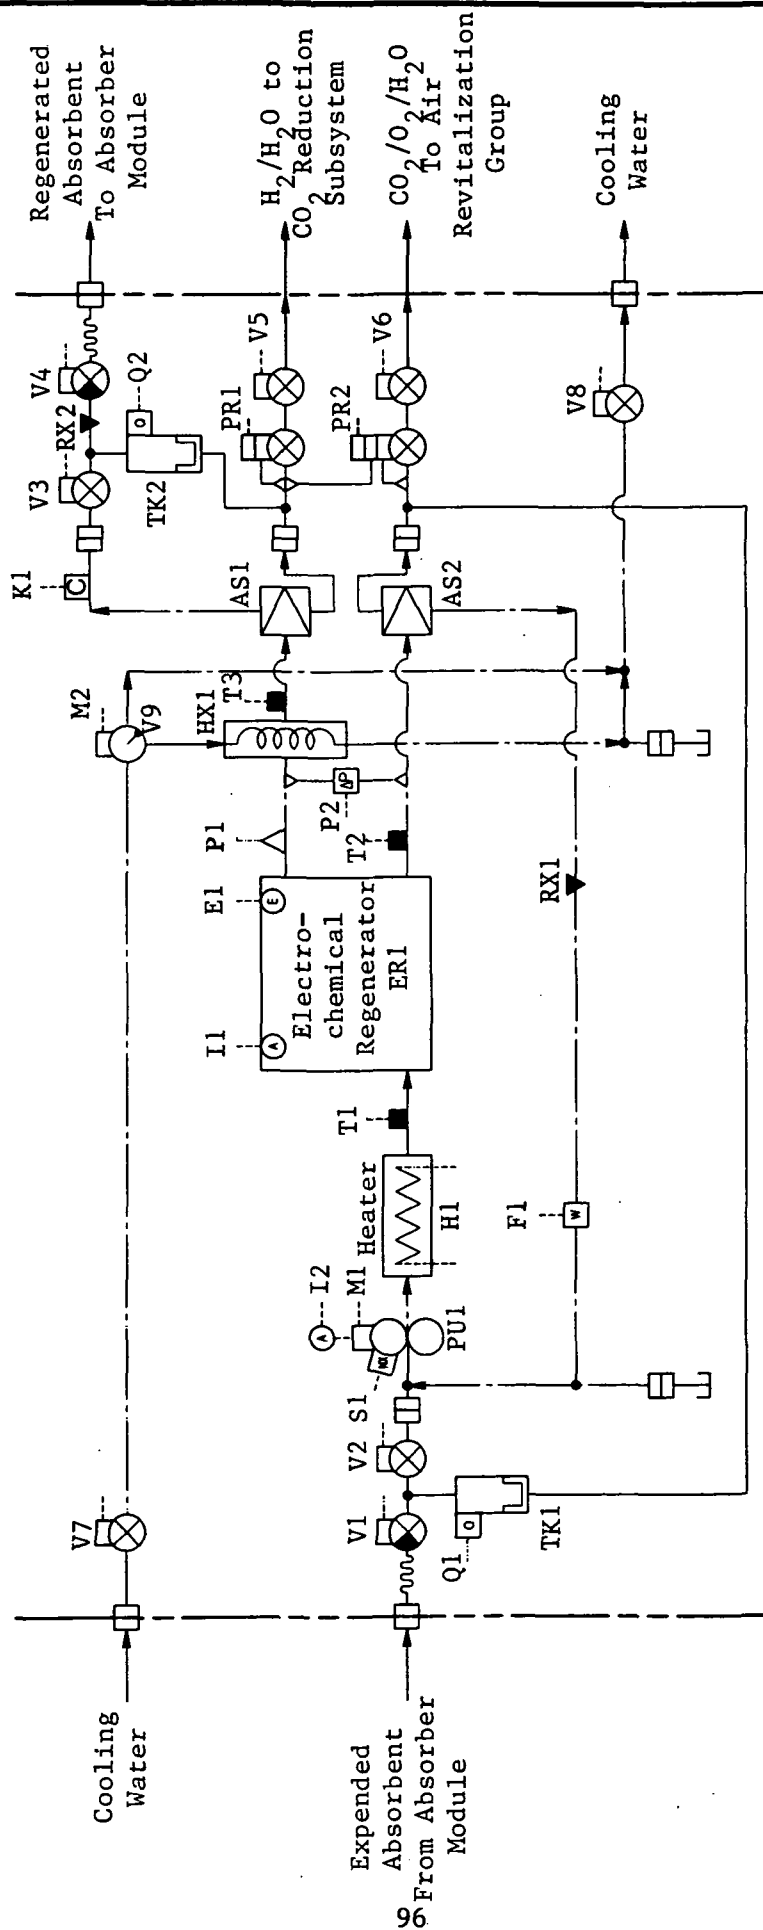 Cooling
Water
Expended
Absorbent
From Absorber
Module
V7
V1
V2
S1
Q1
TK1
I2
M1
MX
A
PU1
Heater
H1
T1
F1
W
I1
A
E1
E
Electro-
chemical
Regenerator
ER1
P1
T2
P2
ΔP
RX1
M2
V9
HX1
T3
K1
C
AS1
AS2
V3
RX2
V4
Q2
O
TK2
O
PR1
V5
PR2
V6
V8
Regenerated
Absorbent
To Absorber
Module
H2/H2O to
CO2 Reduction
Subsystem
CO2/O2/H2O
To Air
Revitalization
Group
Cooling
Water
96